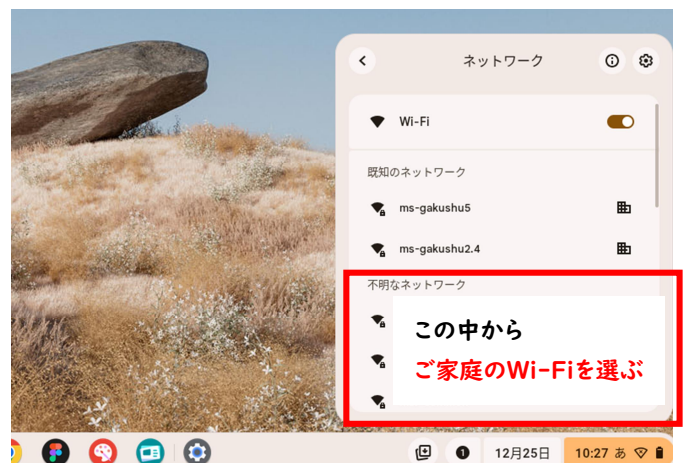 ネットワーク
Wi-Fi
既知のネットワーク
ms-gakushu5
ms-gakushu2.4
不明なネットワーク
この中から
ご家庭のWi-Fiを選ぶ
1
12月25日
10:27 あ